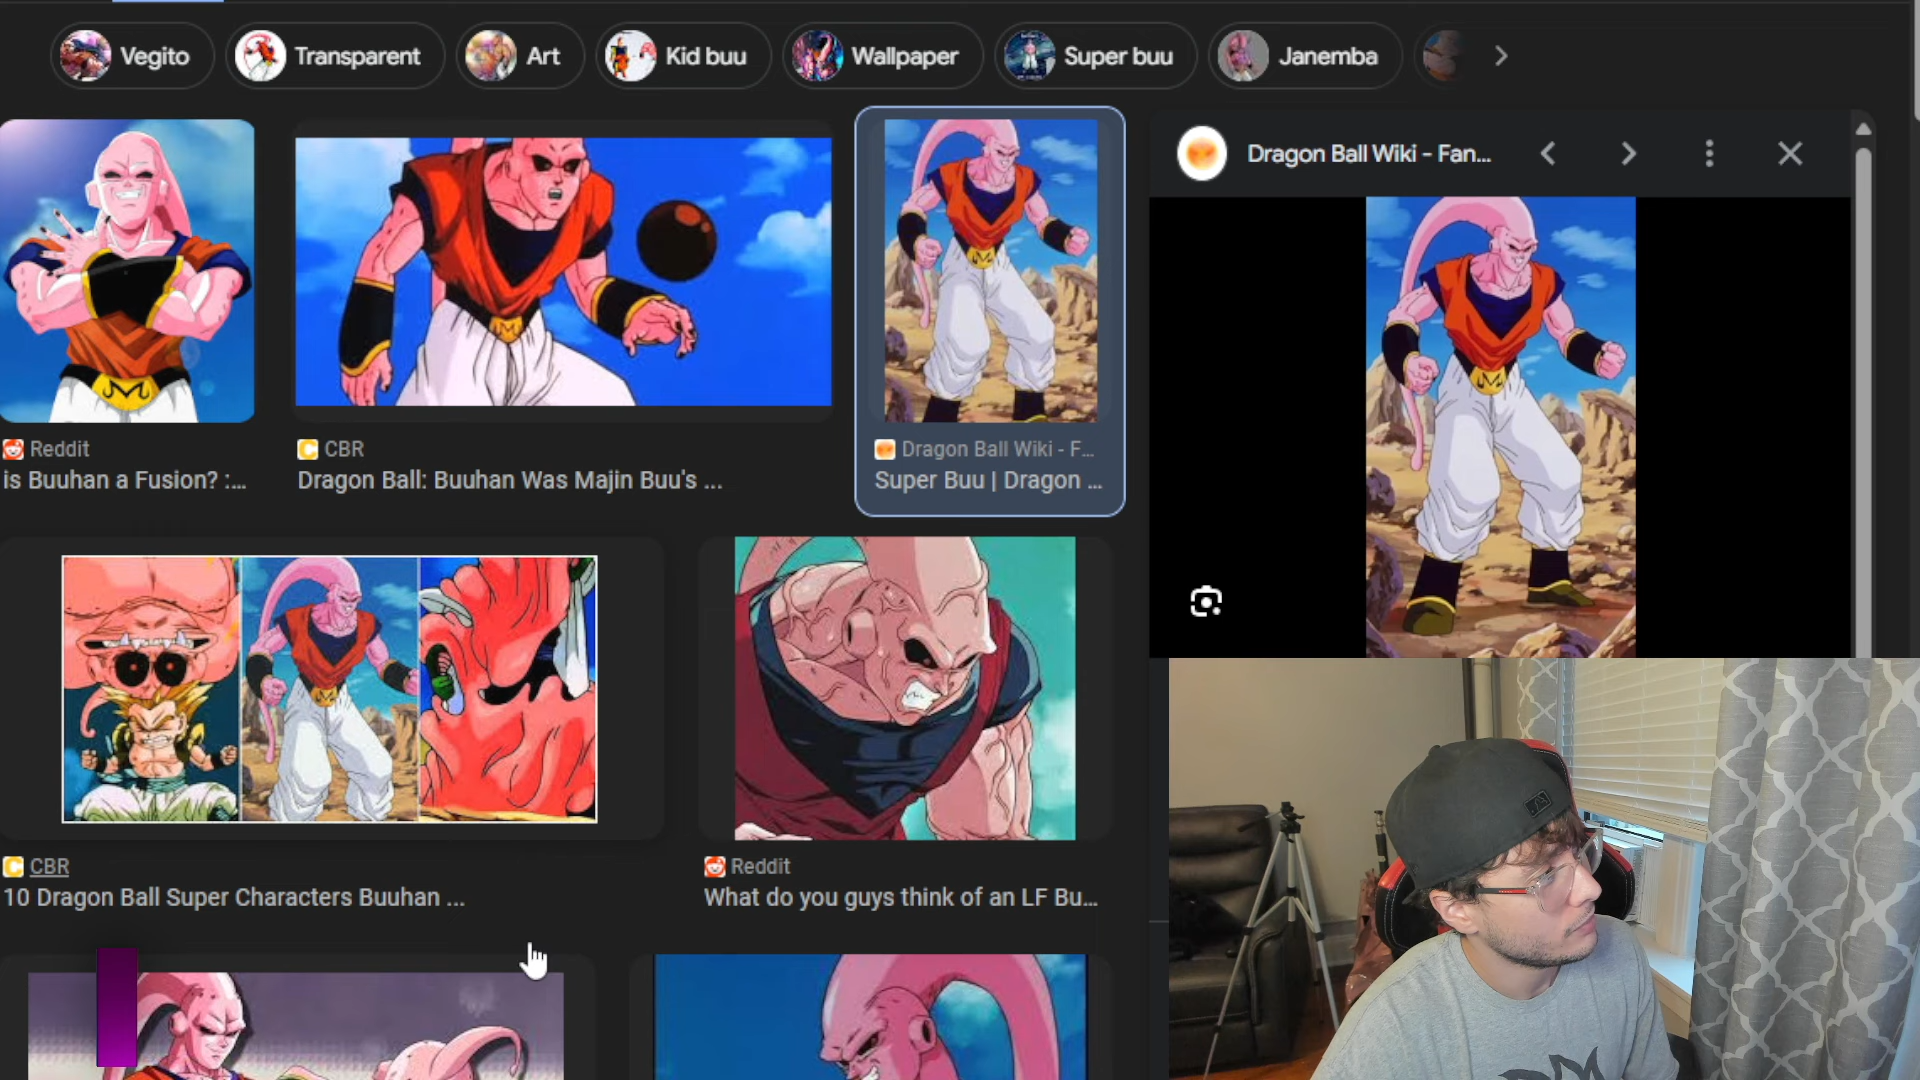 Vegito
Transparent
Art
Kid buu
Wallpaper
Super buu
Janemba
Dragon Ball Wiki - Fan...
Reddit
is Buuhan a Fusion? :...
CBR
Dragon Ball: Buuhan Was Majin Buu's ...
Dragon Ball Wiki - F...
Super Buu | Dragon ...
CBR
10 Dragon Ball Super Characters Buuhan ...
Reddit
What do you guys think of an LF Bu...